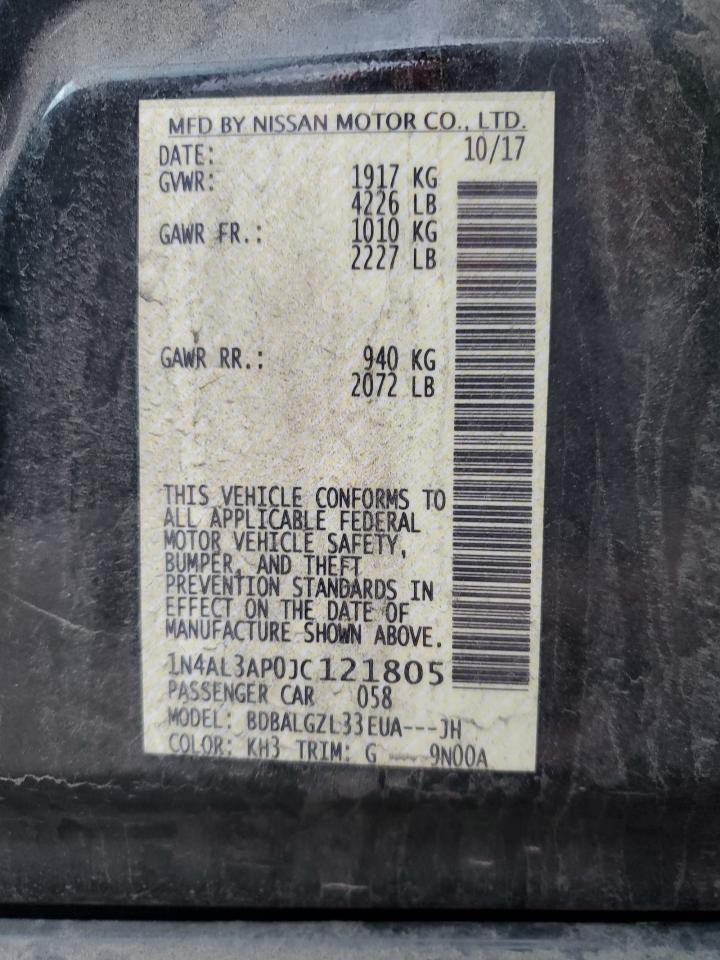 MFD BY NISSAN MOTOR CO., LTD.
DATE: 10/17
GVWR: 1917 KG
4226 LB
GAWR FR.: 1010 KG
2227 LB
GAWR RR.: 940 KG
2072 LB
THIS VEHICLE CONFORMS TO
ALL APPLICABLE FEDERAL
MOTOR VEHICLE SAFETY,
BUMPER, AND THEFT
PREVENTION STANDARDS IN
EFFECT ON THE DATE OF
MANUFACTURE SHOWN ABOVE.
1N4AL3AP0JC121805
PASSENGER CAR 058
MODEL: BDBALGZL33EUA---JH
COLOR: KH3 TRIM: G ---- 9N00A